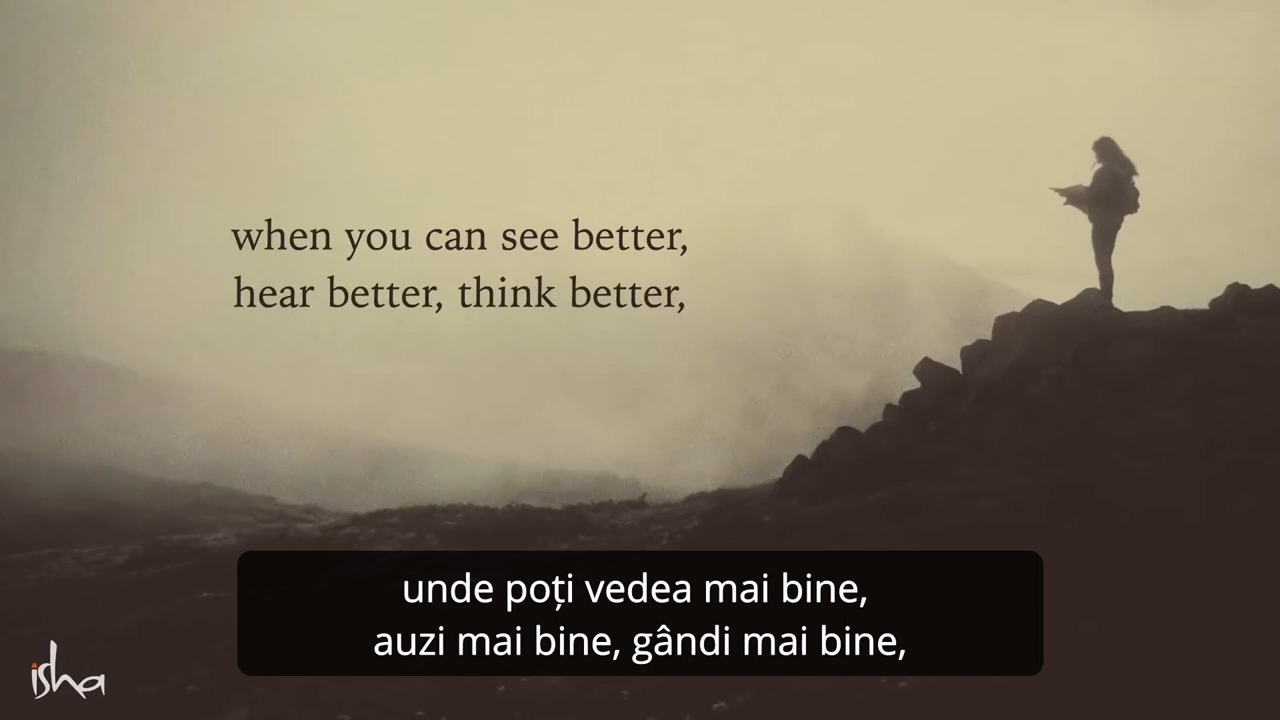 when you can see better,
hear better, think better,
unde poți vedea mai bine,
auzi mai bine, gândi mai bine,
isha